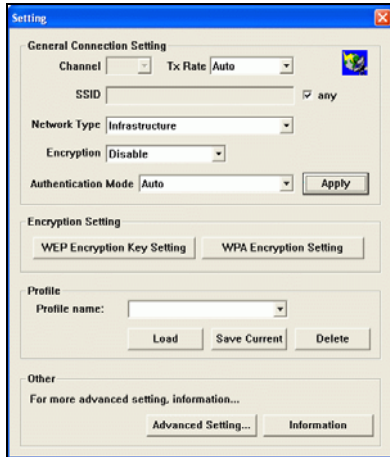 Setting
General Connection Setting
Channel Tx Rate Auto
SSID any
Network Type Infrastructure
Encryption Disable
Authentication Mode Auto Apply
Encryption Setting
WEP Encryption Key Setting WPA Encryption Setting
Profile
Profile name:
Load Save Current Delete
Other
For more advanced setting, information...
Advanced Setting... Information